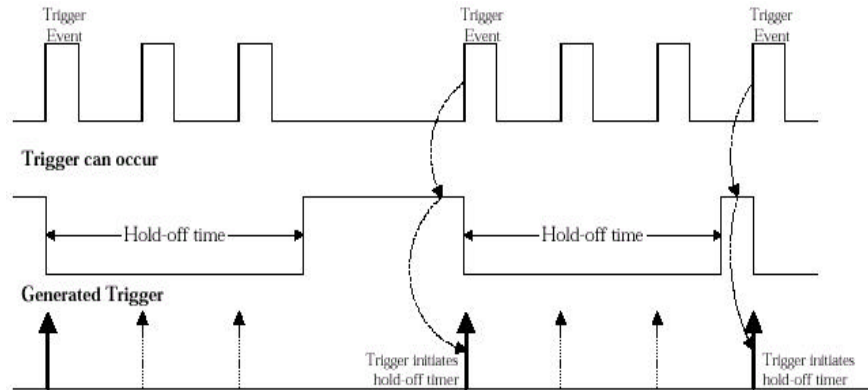 Trigger
Event
Trigger
Event
Trigger
Event
Trigger can occur
Hold-off time
Hold-off time
Generated Trigger
Trigger initiates
hold-off timer
Trigger initiates
hold-off timer